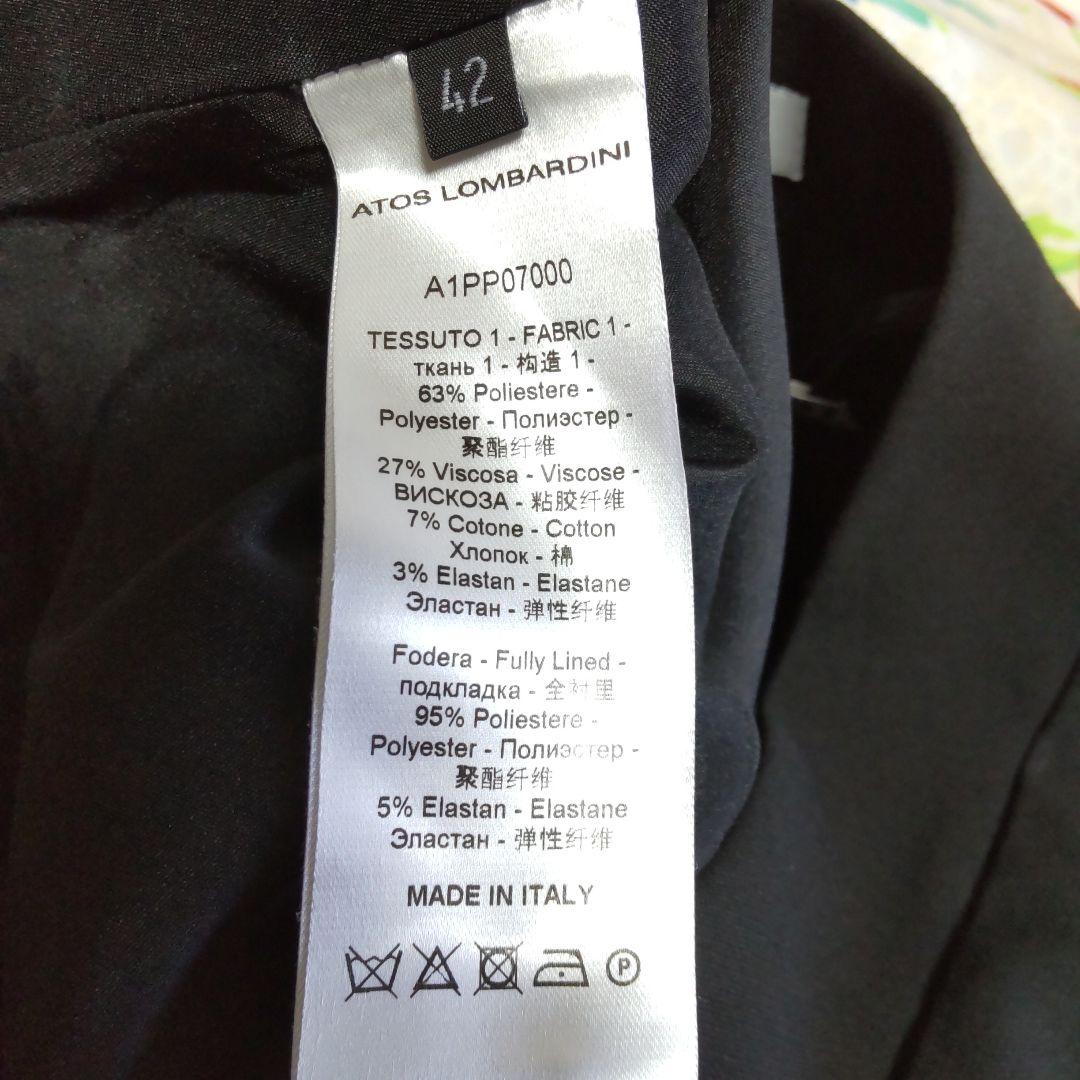 42
ATOS LOMBARDINI
A1PP07000
TESSUTO 1 - FABRIC 1 -
ткань 1 - 构造 1 -
63% Poliestere -
Polyester - Полиэстер -
聚酯纤维
27% Viscosa - Viscose -
ВИСКОЗА - 粘胶纤维
7% Cotone - Cotton
Хлопок - 棉
3% Elastan - Elastane
Эластан - 弹性纤维
Fodera - Fully Lined -
подкладка - 全衬里
95% Poliestere -
Polyester - Полиэстер -
聚酯纤维
5% Elastan - Elastane
Эластан - 弹性纤维
MADE IN ITALY
P